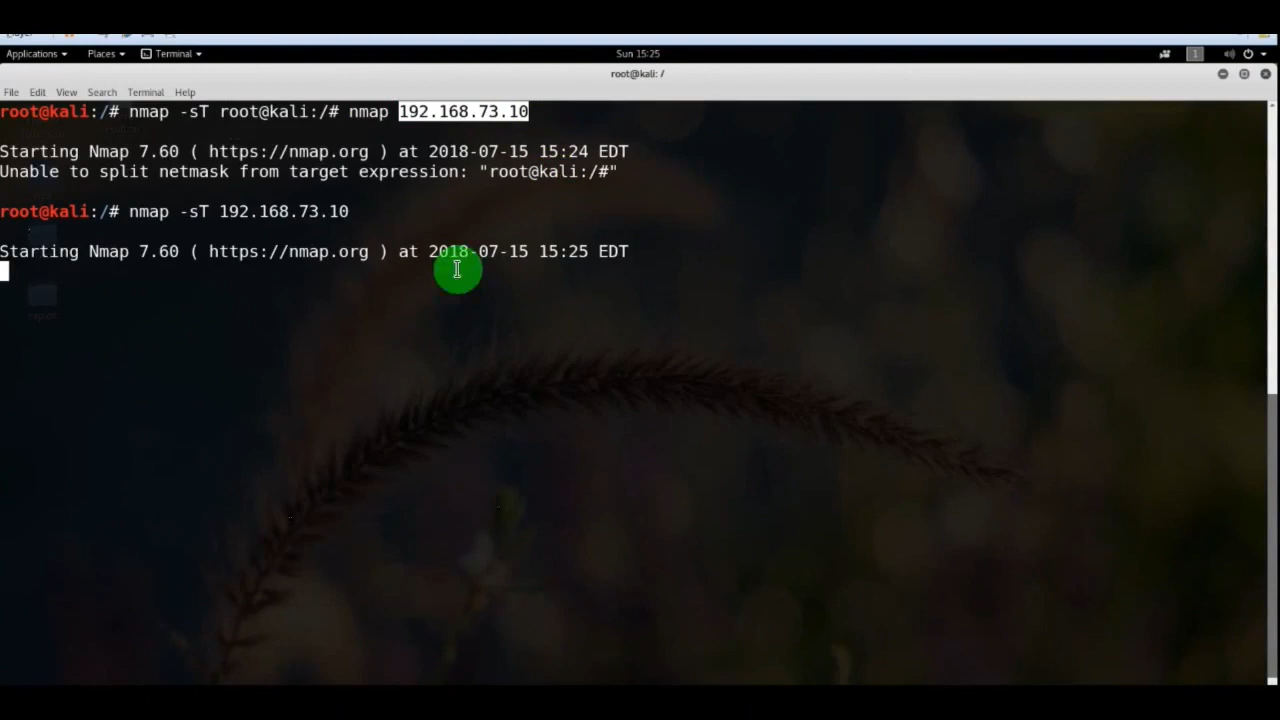 Applications Places Terminal Sun 15:25 1
root@kali: /
File Edit View Search Terminal Help
root@kali:/# nmap -sT root@kali:/# nmap 192.168.73.10
Starting Nmap 7.60 ( https://nmap.org ) at 2018-07-15 15:24 EDT
Unable to split netmask from target expression: "root@kali:/#"
root@kali:/# nmap -sT 192.168.73.10
Starting Nmap 7.60 ( https://nmap.org ) at 2018-07-15 15:25 EDT